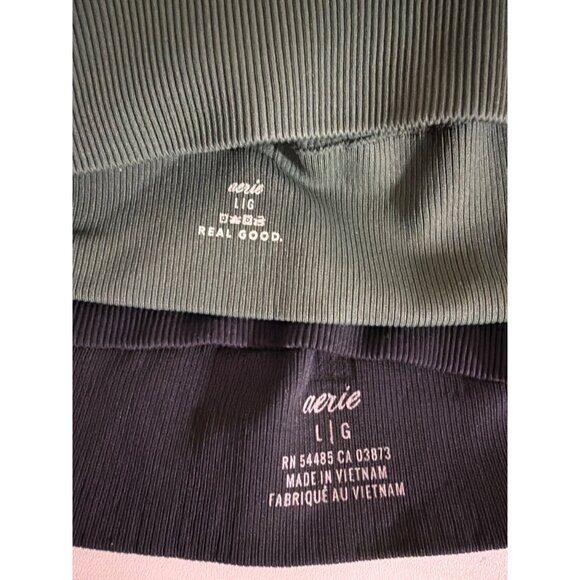 aerie
L|G
REAL GOOD.
aerie
L|G
RN 54485 CA 03873
MADE IN VIETNAM
FABRIQUÉ AU VIETNAM